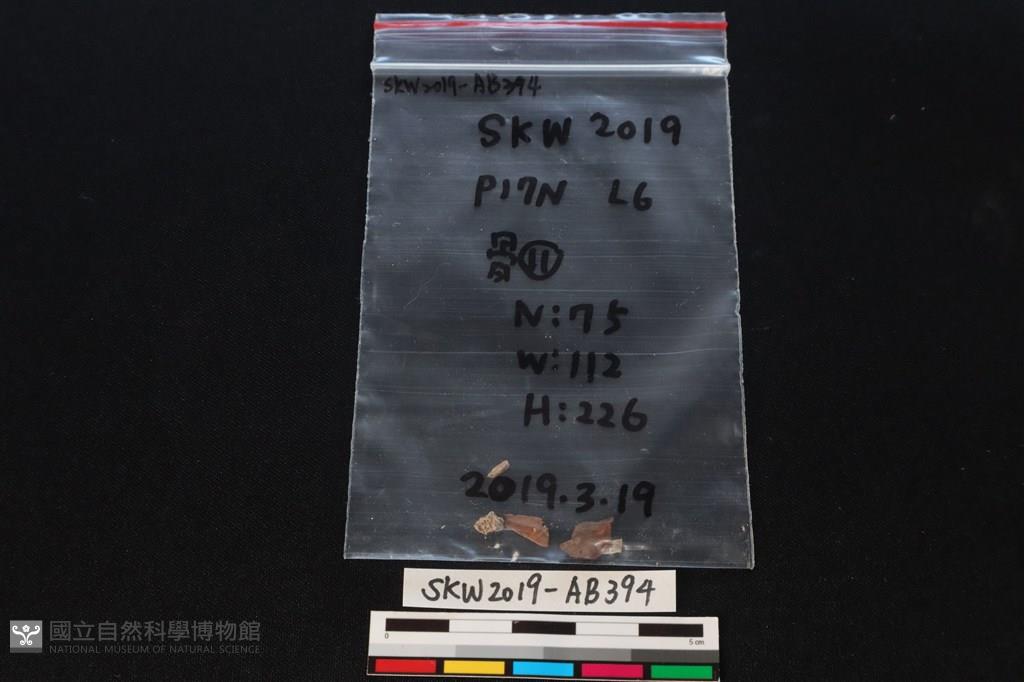 SKW2019-AB394
SKW 2019
P17N L6
骨⑪
N:75
W:112
H:226
2019.3.19
SKW2019-AB394
0 5 cm
國立自然科學博物館
NATIONAL MUSEUM OF NATURAL SCIENCE